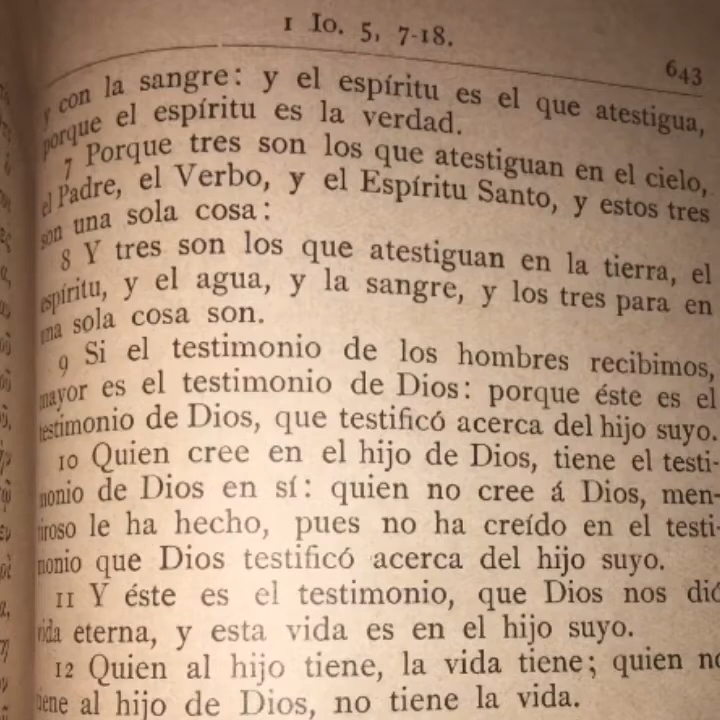 1 Io. 5, 7-18.
643
y con la sangre: y el espíritu es el que atestigua,
porque el espíritu es la verdad.
7 Porque tres son los que atestiguan en el cielo,
el Padre, el Verbo, y el Espíritu Santo, y estos tres
son una sola cosa:
8 Y tres son los que atestiguan en la tierra, el
espíritu, y el agua, y la sangre, y los tres para en
una sola cosa son.
9 Si el testimonio de los hombres recibimos,
mayor es el testimonio de Dios: porque éste es el
testimonio de Dios, que testificó acerca del hijo suyo.
10 Quien cree en el hijo de Dios, tiene el testi-
monio de Dios en sí: quien no cree á Dios, men-
tiroso le ha hecho, pues no ha creído en el testi-
monio que Dios testificó acerca del hijo suyo.
11 Y éste es el testimonio, que Dios nos dió
vida eterna, y esta vida es en el hijo suyo.
12 Quien al hijo tiene, la vida tiene; quien no
tiene al hijo de Dios, no tiene la vida.